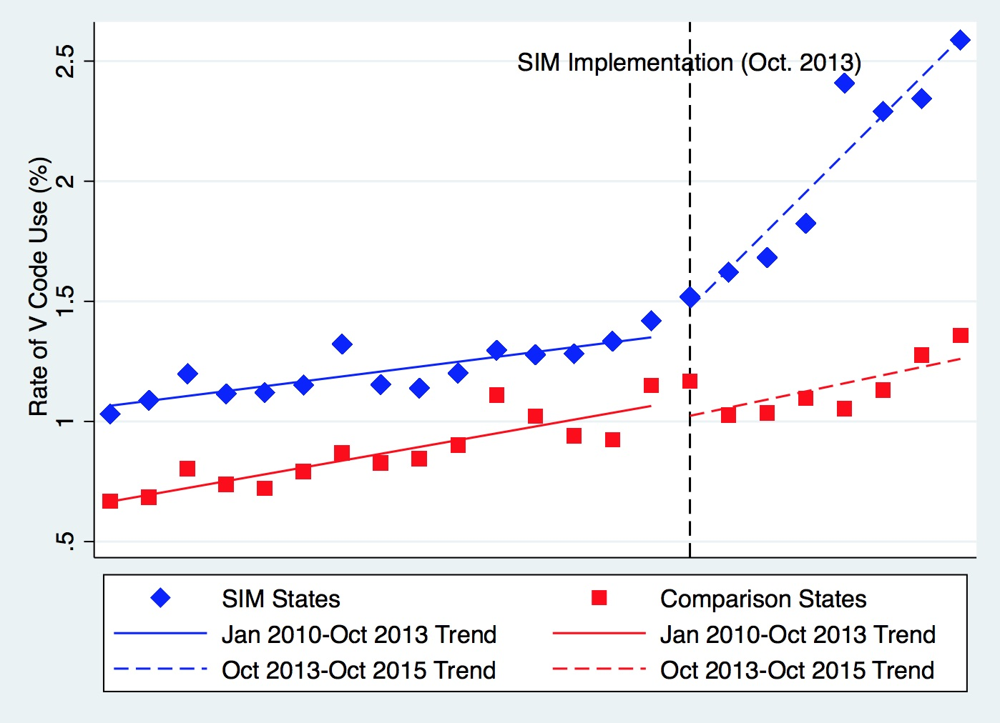 SIM Implementation (Oct. 2013)
Rate of V Code Use (%)
2.5
2
1.5
1
.5
SIM States
Comparison States
Jan 2010-Oct 2013 Trend
Jan 2010-Oct 2013 Trend
Oct 2013-Oct 2015 Trend
Oct 2013-Oct 2015 Trend